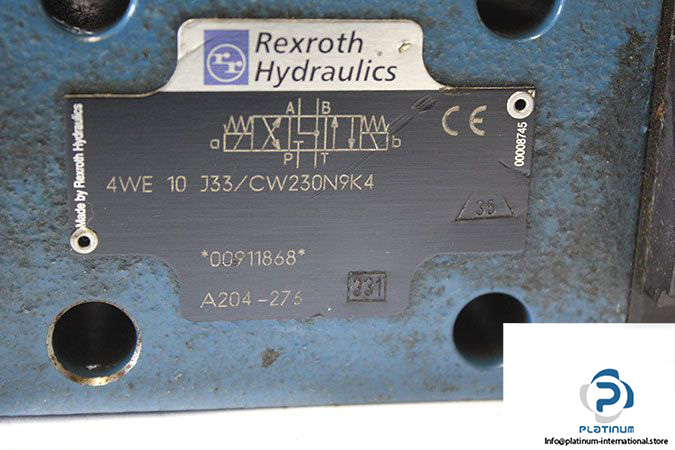 Rexroth
Hydraulics
Made by Rexroth Hydraulics
A B
a b
P T
CE
00008745
4WE 10 J33/CW230N9K4
35
*00911868*
A204-276
331
PLATINUM
Info@platinum-international.store